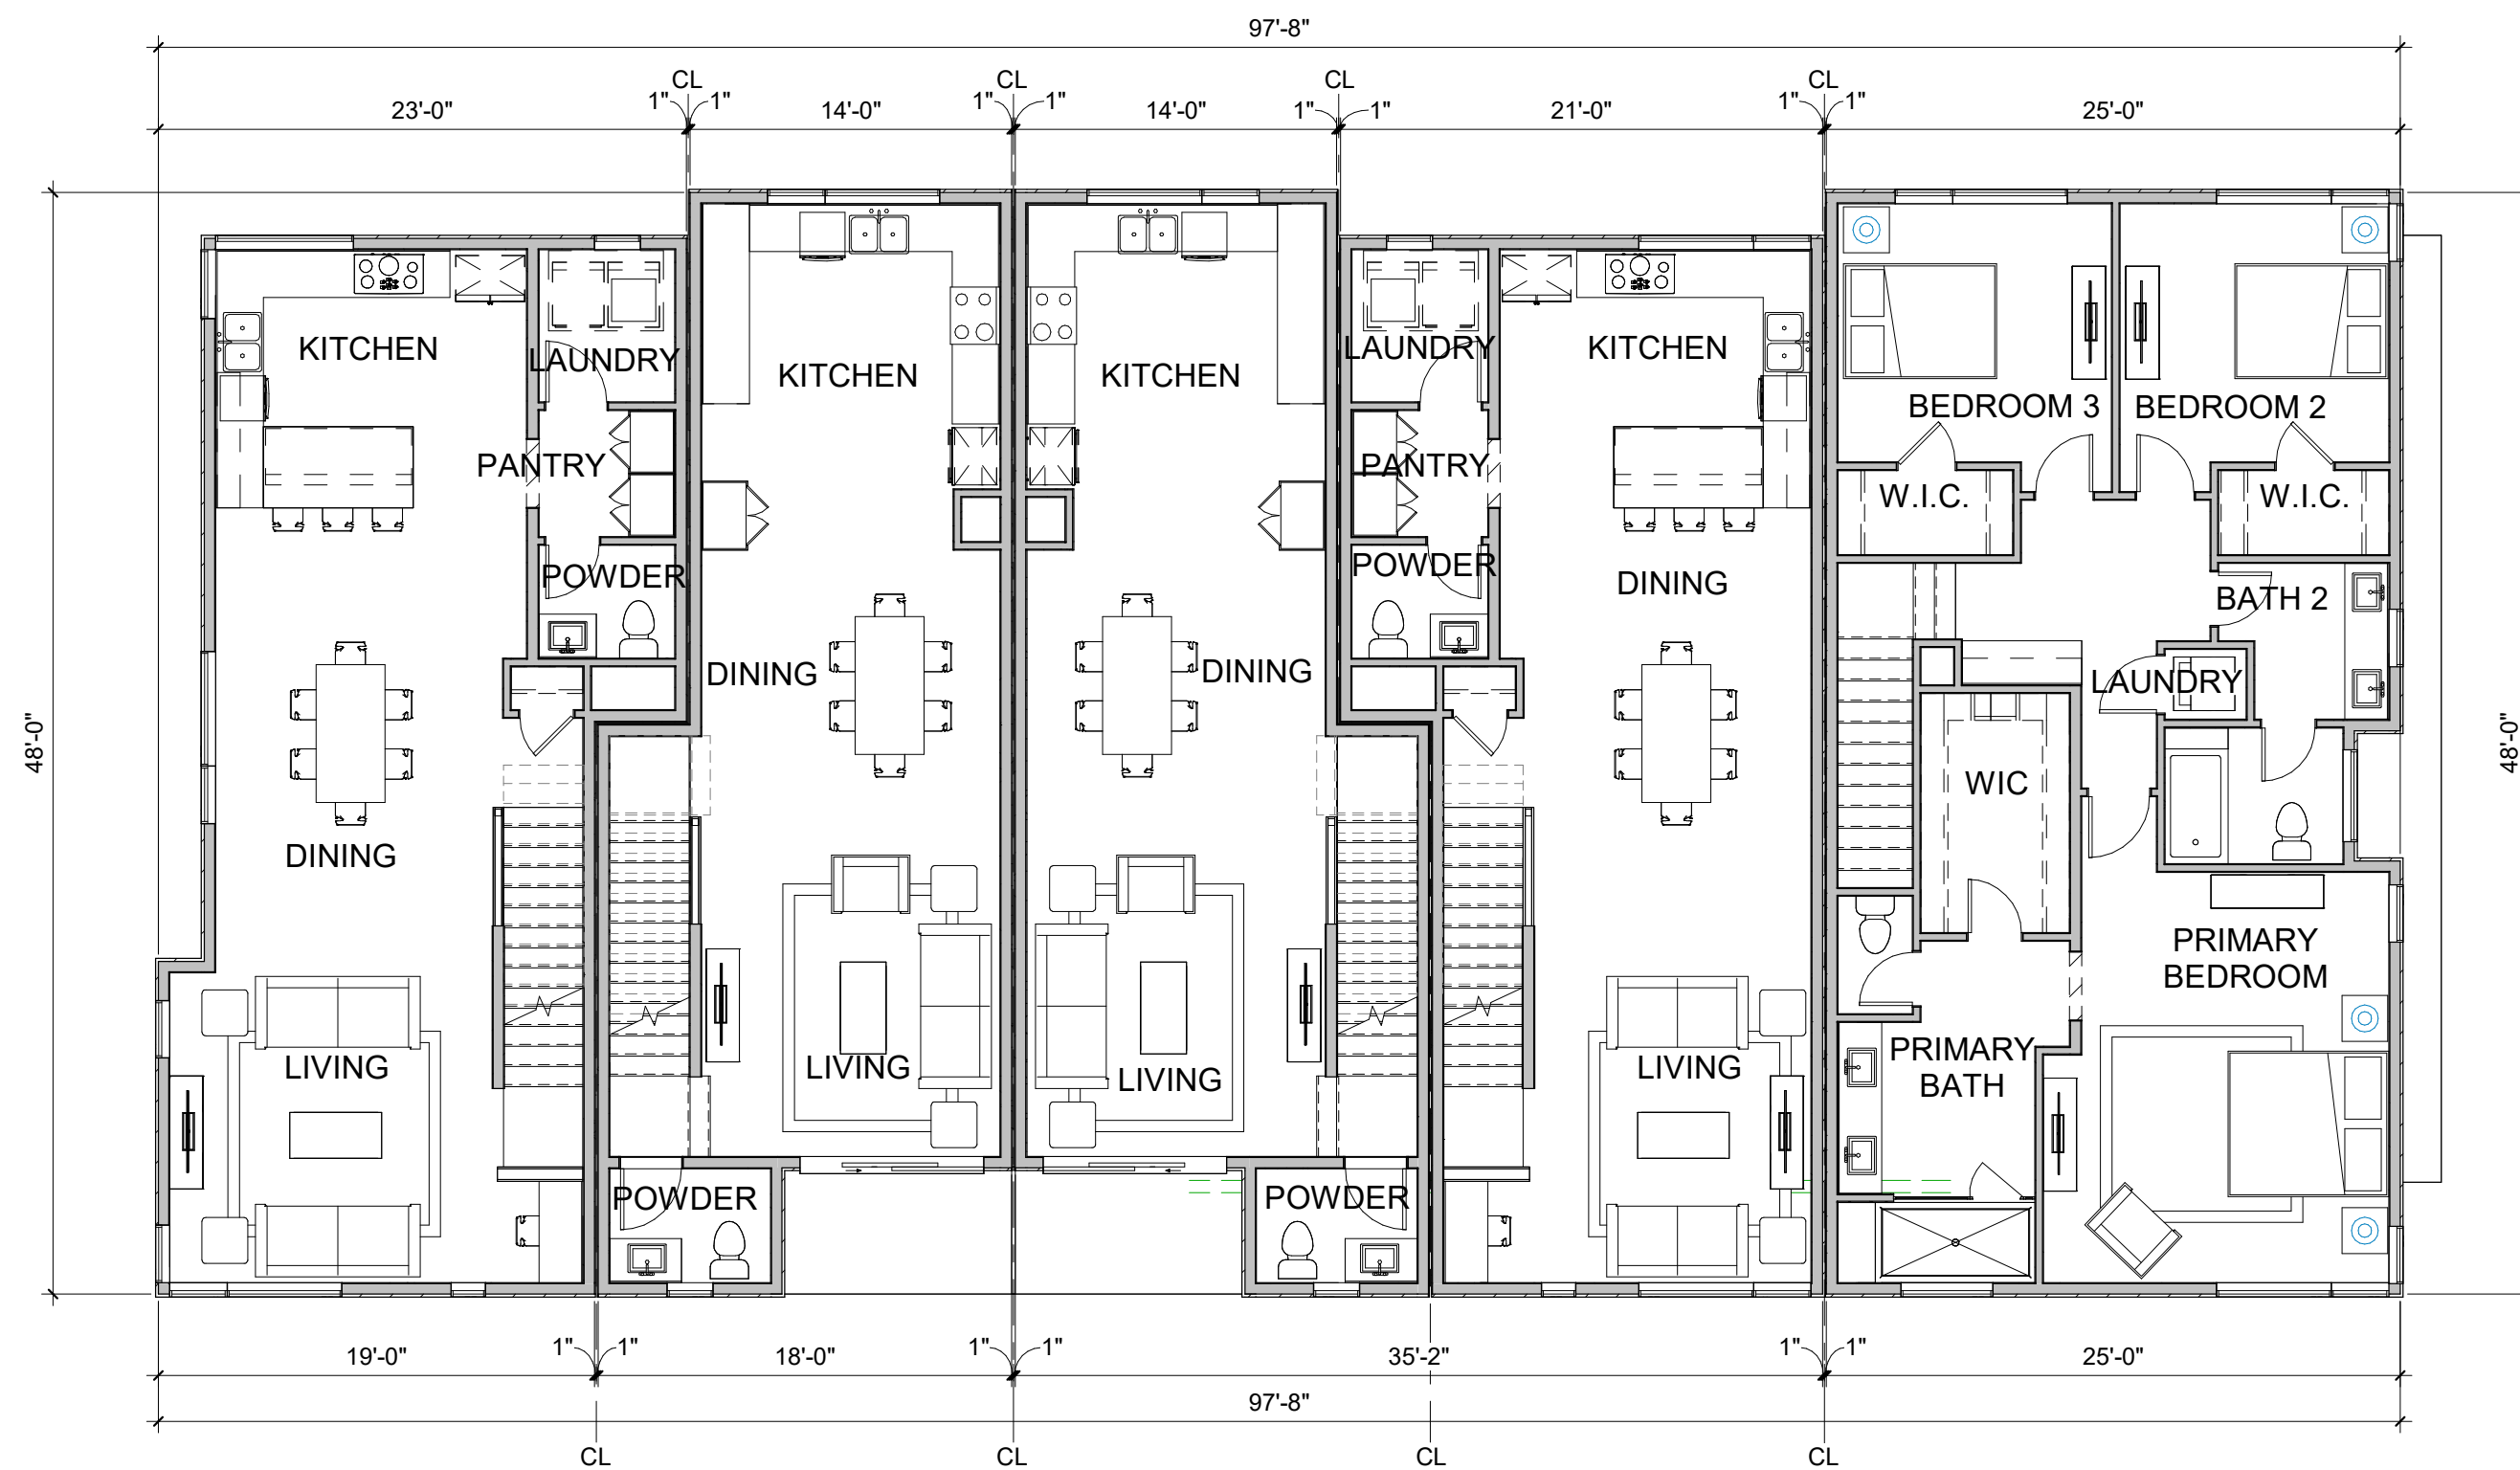 97'-8"
CL CL CL CL
1" 1" 1" 1" 1" 1" 1" 1"
23'-0" 14'-0" 14'-0" 21'-0" 25'-0"
KITCHEN LAUNDRY KITCHEN KITCHEN LAUNDRY KITCHEN
BEDROOM 3 BEDROOM 2
PANTRY PANTRY
W.I.C. W.I.C.
POWDER POWDER DINING
BATH 2
DINING DINING LAUNDRY
48'-0" 48'-0"
WIC
DINING
PRIMARY
BEDROOM
LIVING LIVING LIVING LIVING
PRIMARY
BATH
POWDER POWDER
1" 1" 1" 1" 1" 1"
19'-0" 18'-0" 35'-2" 25'-0"
97'-8"
CL CL CL CL